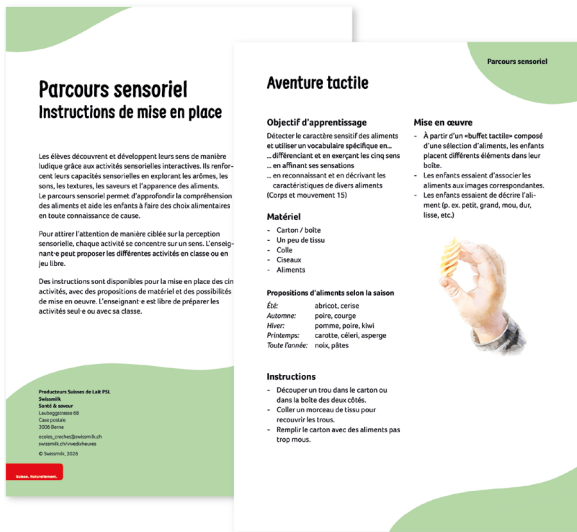 Parcours sensoriel
Instructions de mise en place
Les élèves découvrent et développent leurs sens de manière
ludique grâce aux activités sensorielles interactives. Ils renfor-
cent leurs capacités sensorielles en explorant les arômes, les
sons, les textures, les saveurs et l'apparence des aliments.
Le parcours sensoriel permet d'approfondir la compréhension
des aliments et aide les enfants à faire des choix alimentaires
en toute connaissance de cause.
Pour attirer l'attention de manière ciblée sur la perception
sensorielle, chaque activité se concentre sur un sens. L'enseig-
nant·e peut proposer les différentes activités en classe ou en
jeu libre.
Des instructions sont disponibles pour la mise en place des cin
activités, avec des propositions de matériel et des possibilités
de mise en oeuvre. L'enseignant·e est libre de préparer les
activités seul·e ou avec sa classe.
Producteurs Suisses de Lait PSL
Swissmilk
Santé & saveur
Laubeggstrasse 68
Case postale
3006 Berne
© Swissmilk, 2026
Suisse. Naturellement.
Parcours sensoriel
Aventure tactile
Objectif d'apprentissage
Détecter le caractère sensitif des aliments
et utiliser un vocabulaire spécifique en...
... différenciant et en exerçant les cinq sens
... en affinant ses sensations
... en reconnaissant et en décrivant les
caractéristiques de divers aliments
(Corps et mouvement 15)
Matériel
- Carton / boîte
- Un peu de tissu
- Colle
- Ciseaux
- Aliments
Propositions d'aliments selon la saison
Été: abricot, cerise
Automne: poire, courge
Hiver: pomme, poire, kiwi
Printemps: carotte, céleri, asperge
Toute l'année: noix, pâtes
Instructions
- Découper un trou dans le carton ou
dans la boîte des deux côtés.
- Coller un morceau de tissu pour
recouvrir les trous.
- Remplir le carton avec des aliments pas
trop mous.
Mise en œuvre
- À partir d'un «buffet tactile» composé
d'une sélection d'aliments, les enfants
placent différents éléments dans leur
boîte.
- Les enfants essaient d'associer les
aliments aux images correspondantes.
- Les enfants essaient de décrire l'ali-
ment (p. ex. petit, grand, mou, dur,
lisse, etc.)